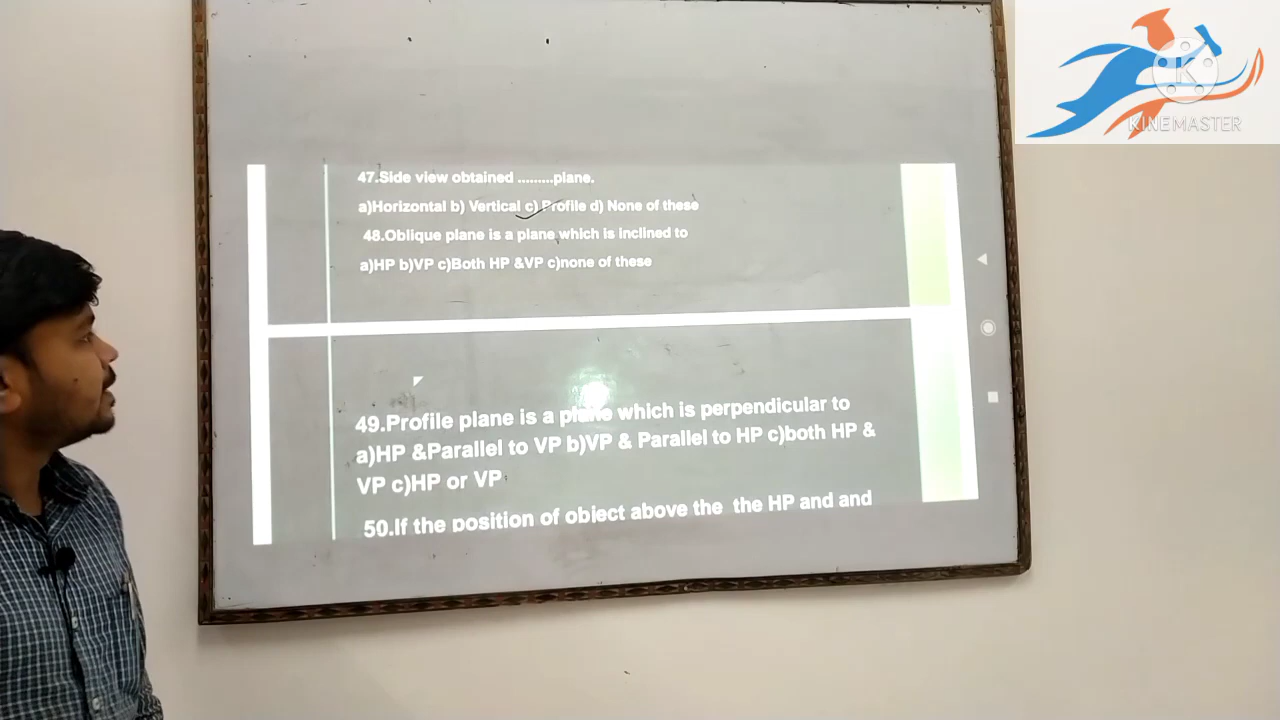 47.Side view obtained .........plane.
a)Horizontal b) Vertical c) Profile d) None of these
48.Oblique plane is a plane which is inclined to
a)HP b)VP c)Both HP &VP c)none of these
49.Profile plane is a plane which is perpendicular to
a)HP &Parallel to VP b)VP & Parallel to HP c)both HP &
VP c)HP or VP
50.If the position of object above the the HP and and
K
KINEMASTER